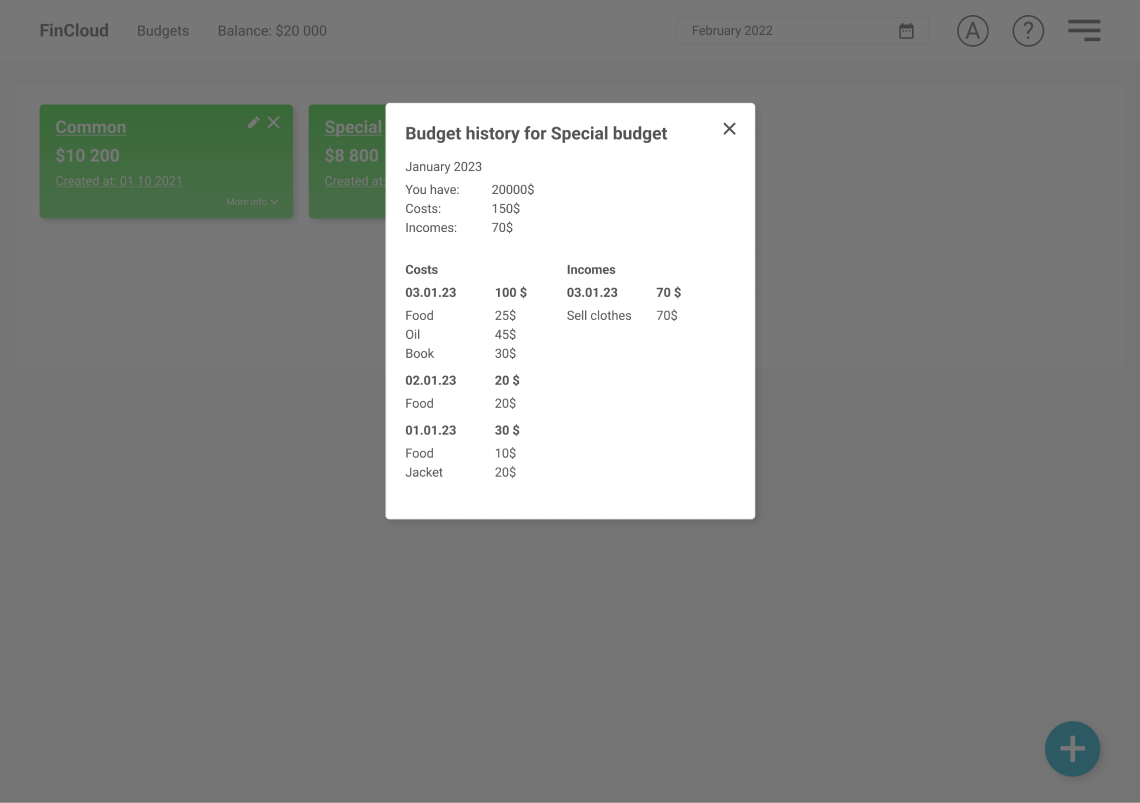 FinCloud Budgets Balance: $20 000 February 2022 A ?
Common
$10 200
Created at: 01 10 2021
More info
Special
$8 800
Created at:
Budget history for Special budget
January 2023
You have: 20000$
Costs: 150$
Incomes: 70$
Costs Incomes
03.01.23 100 $ 03.01.23 70 $
Food 25$ Sell clothes 70$
Oil 45$
Book 30$
02.01.23 20 $
Food 20$
01.01.23 30 $
Food 10$
Jacket 20$